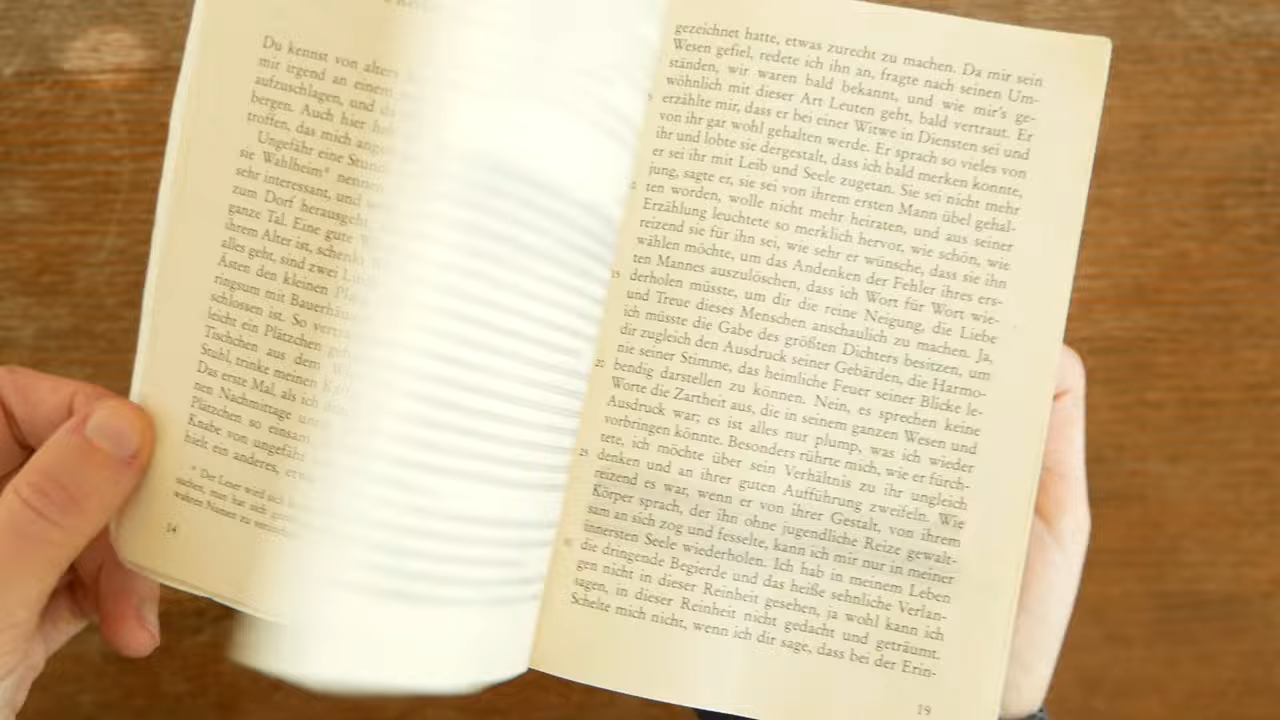 Du kennst von alters
mir irgend an einem
aufzuschlagen, und da
bergen. Auch hier
troffen, das mich
Ungefähr eine Stund
sie Wahlheim* nennen
sehr interessant, und
zum Dorf herausgeht
ganze Tal. Eine gute
ihrem Alter ist, schenkt
alles geht, sind zwei
Ästen den kleinen
ringsum mit Bauerhäu
schlossen ist. So
leicht ein Plätzchen
Tischchen aus dem
Stuhl, trinke meinen
Das erste Mal, als ich
nen Nachmittage
Plätzchen so einsam
Knabe von ungefäh
hielt ein anderes,
* Der Leser wird sich
suchen, man hat sich
wahren Namen zu
14
gezeichnet hatte, etwas zurecht zu machen. Da mir sein
Wesen gefiel, redete ich ihn an, fragte nach seinen Um-
ständen, wir waren bald bekannt, und wie mir's ge-
wöhnlich mit dieser Art Leuten geht, bald vertraut. Er
5 erzählte mir, dass er bei einer Witwe in Diensten sei und
von ihr gar wohl gehalten werde. Er sprach so vieles von
ihr und lobte sie dergestalt, dass ich bald merken konnte,
er sei ihr mit Leib und Seele zugetan. Sie sei nicht mehr
jung, sagte er, sie sei von ihrem ersten Mann übel gehal-
ten worden, wolle nicht mehr heiraten, und aus seiner
Erzählung leuchtete so merklich hervor, wie schön, wie
reizend sie für ihn sei, wie sehr er wünsche, dass sie ihn
wählen möchte, um das Andenken der Fehler ihres ers-
ten Mannes auszulöschen, dass ich Wort für Wort wie-
15 derholen müsste, um dir die reine Neigung, die Liebe
und Treue dieses Menschen anschaulich zu machen. Ja,
ich müsste die Gabe des größten Dichters besitzen, um
dir zugleich den Ausdruck seiner Gebärden, die Harmo-
nie seiner Stimme, das heimliche Feuer seiner Blicke le-
20 bendig darstellen zu können. Nein, es sprechen keine
Worte die Zartheit aus, die in seinem ganzen Wesen und
Ausdruck war; es ist alles nur plump, was ich wieder
vorbringen könnte. Besonders rührte mich, wie er fürch-
tete, ich möchte über sein Verhältnis zu ihr ungleich
25 denken und an ihrer guten Aufführung zweifeln. Wie
reizend es war, wenn er von ihrer Gestalt, von ihrem
Körper sprach, der ihn ohne jugendliche Reize gewalt-
sam an sich zog und fesselte, kann ich mir nur in meiner
innersten Seele wiederholen. Ich hab in meinem Leben
die dringende Begierde und das heiße sehnliche Verlan-
gen nicht in dieser Reinheit gesehen, ja wohl kann ich
sagen, in dieser Reinheit nicht gedacht und geträumt.
Schelte mich nicht, wenn ich dir sage, dass bei der Erin-
19